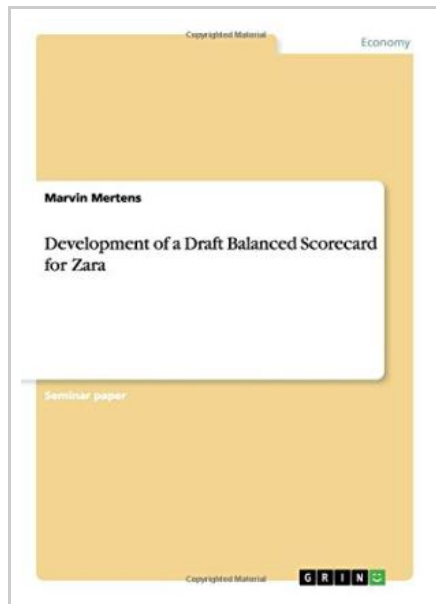 Copyrighted Material
Economy
Marvin Mertens
Development of a Draft Balanced Scorecard
for Zara
Seminar paper
Copyrighted Material
GRIN